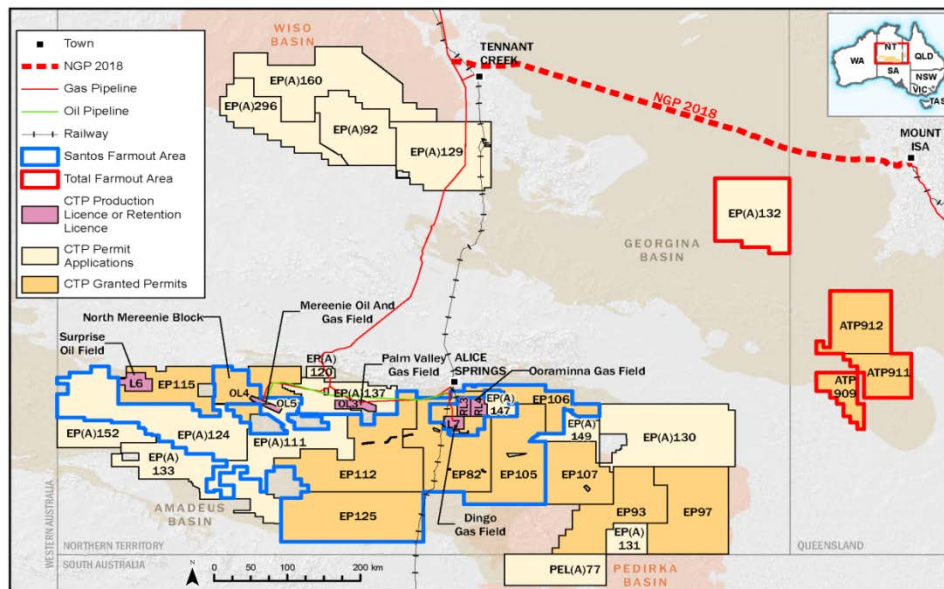 Town
NGP 2018
Gas Pipeline
Oil Pipeline
Railway
Santos Farmout Area
Total Farmout Area
CTP Production
Licence or Retention
Licence
CTP Permit
Applications
CTP Granted Permits
WISO
BASIN
TENNANT
CREEK
EP(A)160
EP(A)
296
EP(A)92
EP(A)129
NGP 2018
MOUNT
ISA
WA
NT
QLD
SA
NSW
VIC
TAS
EP(A)132
GEORGINA
BASIN
ATP912
ATP911
ATP
909
Mereenie Oil And
Gas Field
North Mereenie Block
Surprise
Oil Field
EP(A)
120
Palm Valley
Gas Field
ALICE
SPRINGS
Ooraminna Gas Field
L6
EP115
OL4
OL5
EP(A)137
OL3
RL3
RL4
L7
EP(A)
147
EP106
EP(A)
149
EP(A)130
EP(A)152
EP(A)124
EP(A)111
EP(A)
133
EP112
EP82
EP105
EP107
EP125
EP93
EP97
EP(A)
131
PEL(A)77
Dingo
Gas Field
AMADEUS
BASIN
PEDIRKA
BASIN
WESTERN AUSTRALIA
NORTHERN TERRITORY
SOUTH AUSTRALIA
QUEENSLAND
N
0 50 100 200 km